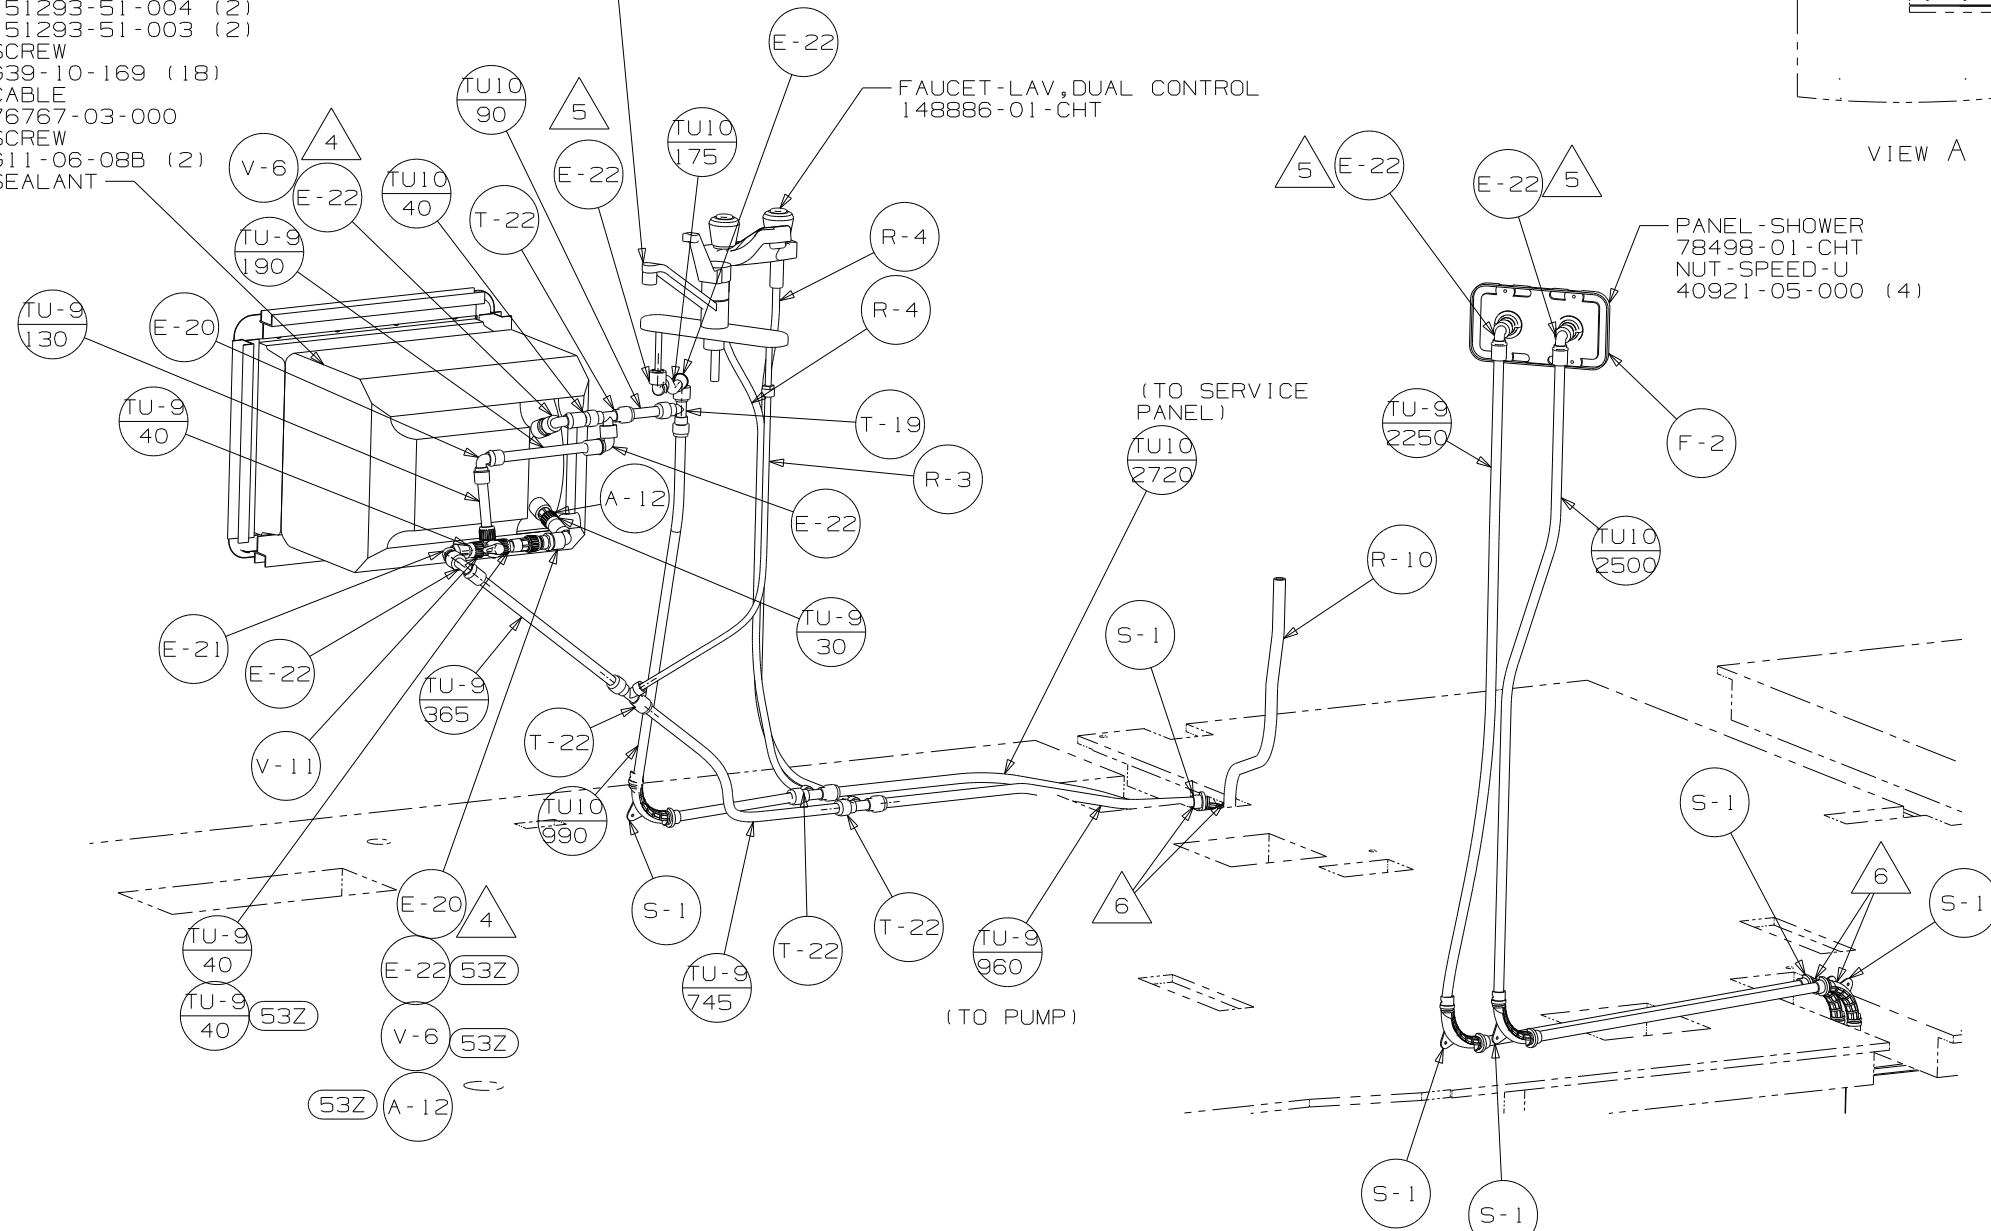 51293-51-004 (2)
51293-51-003 (2)
SCREW
G39-10-169 (18)
CABLE
76767-03-000
SCREW
G11-06-08B (2)
SEALANT
V-6
4
E-22
TU10
40
TU10
90
T-22
5
E-22
TU10
175
E-22
FAUCET-LAV,DUAL CONTROL
148886-01-CHT
R-4
R-4
TU-9
190
TU-9
130
E-20
TU-9
40
T-19
R-3
A-12
E-22
TU-9
30
E-21
E-22
TU-9
365
V-11
T-22
TU10
990
(TO SERVICE
PANEL)
TU10
2720
S-1
R-10
VIEW A
5
E-22
E-22
5
PANEL-SHOWER
78498-01-CHT
NUT-SPEED-U
40921-05-000 (4)
TU-9
2250
F-2
TU10
2500
E-20
4
TU-9
40
E-22
53Z
TU-9
40
53Z
V-6
53Z
53Z
A-12
S-1
TU-9
745
T-22
T-22
TU-9
960
6
(TO PUMP)
S-1
6
S-1
S-1
S-1